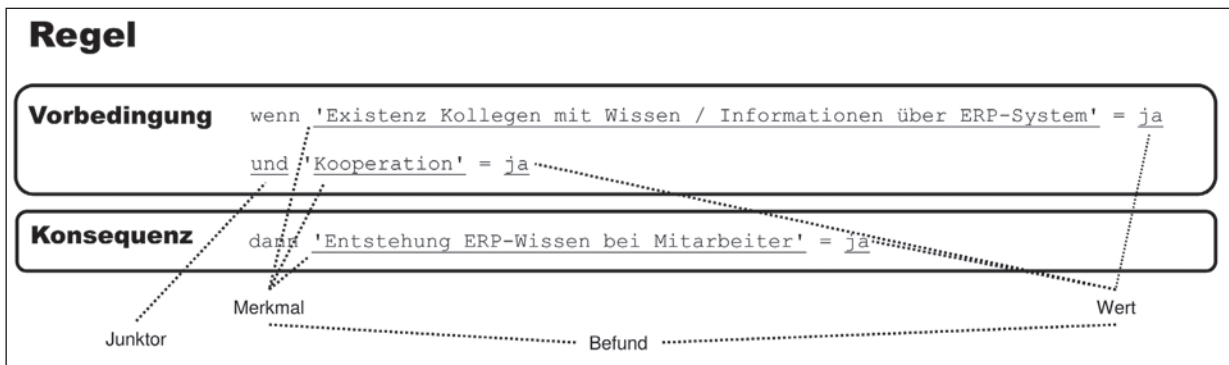 Regel
Vorbedingung wenn 'Existenz Kollegen mit Wissen / Informationen über ERP-System' = ja
und 'Kooperation' = ja
Konsequenz dann 'Entstehung ERP-Wissen bei Mitarbeiter' = ja
Merkmal Wert
Junktor Befund